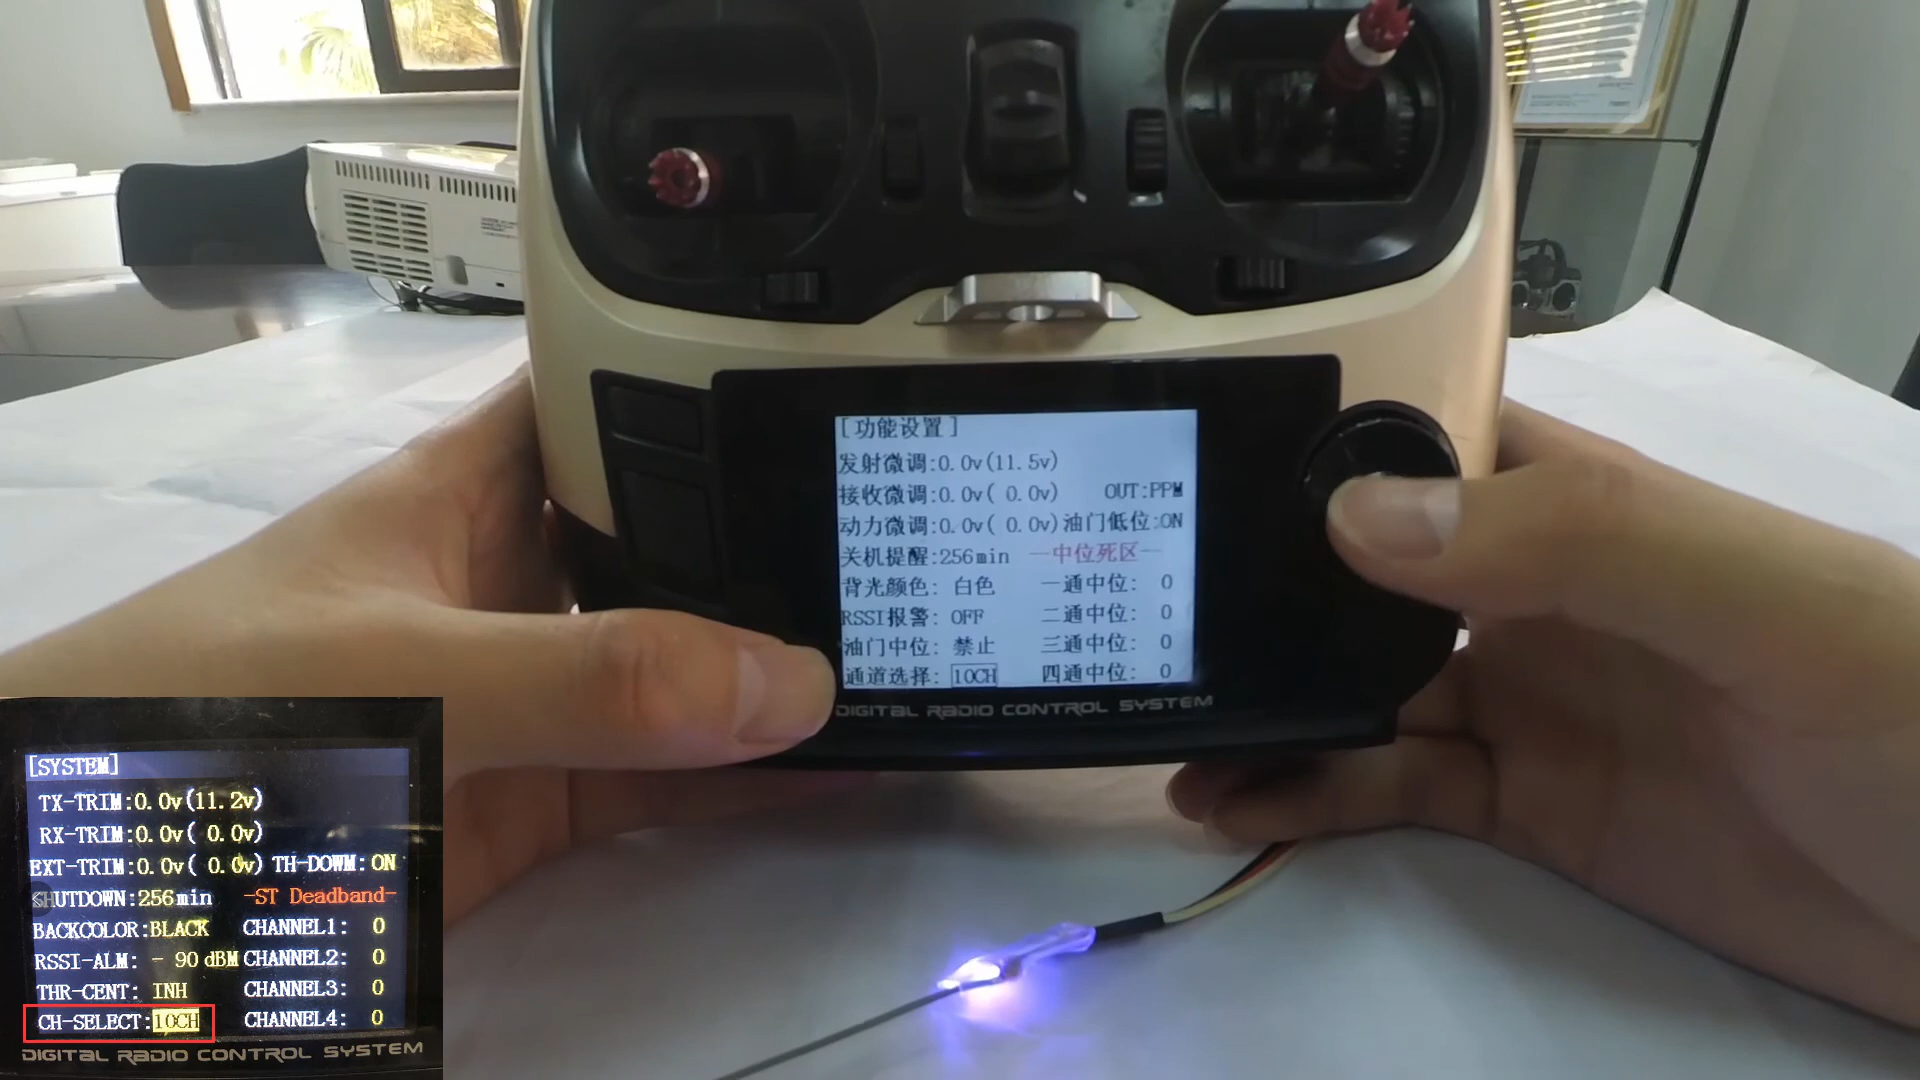 [功能设置]
发射微调:0.0v(11.5v)
接收微调:0.0v( 0.0v) OUT:PPM
动力微调:0.0v( 0.0v) 油门低位:ON
关机提醒:256min —中位死区—
背光颜色: 白色 一通中位: 0
RSSI报警: OFF 二通中位: 0
油门中位: 禁止 三通中位: 0
通道选择: 10CH 四通中位: 0
DIGITAL RADIO CONTROL SYSTEM
[SYSTEM]
TX-TRIM:0.0v(11.2v)
RX-TRIM:0.0v( 0.0v)
EXT-TRIM:0.0v( 0.0v) TH-DOWM:ON
SHUTDOWN:256min -ST Deadband-
BACKCOLOR:BLACK CHANNEL1: 0
RSSI-ALM: - 90 dBM CHANNEL2: 0
THR-CENT: INH CHANNEL3: 0
CH-SELECT:10CH CHANNEL4: 0
DIGITAL RADIO CONTROL SYSTEM